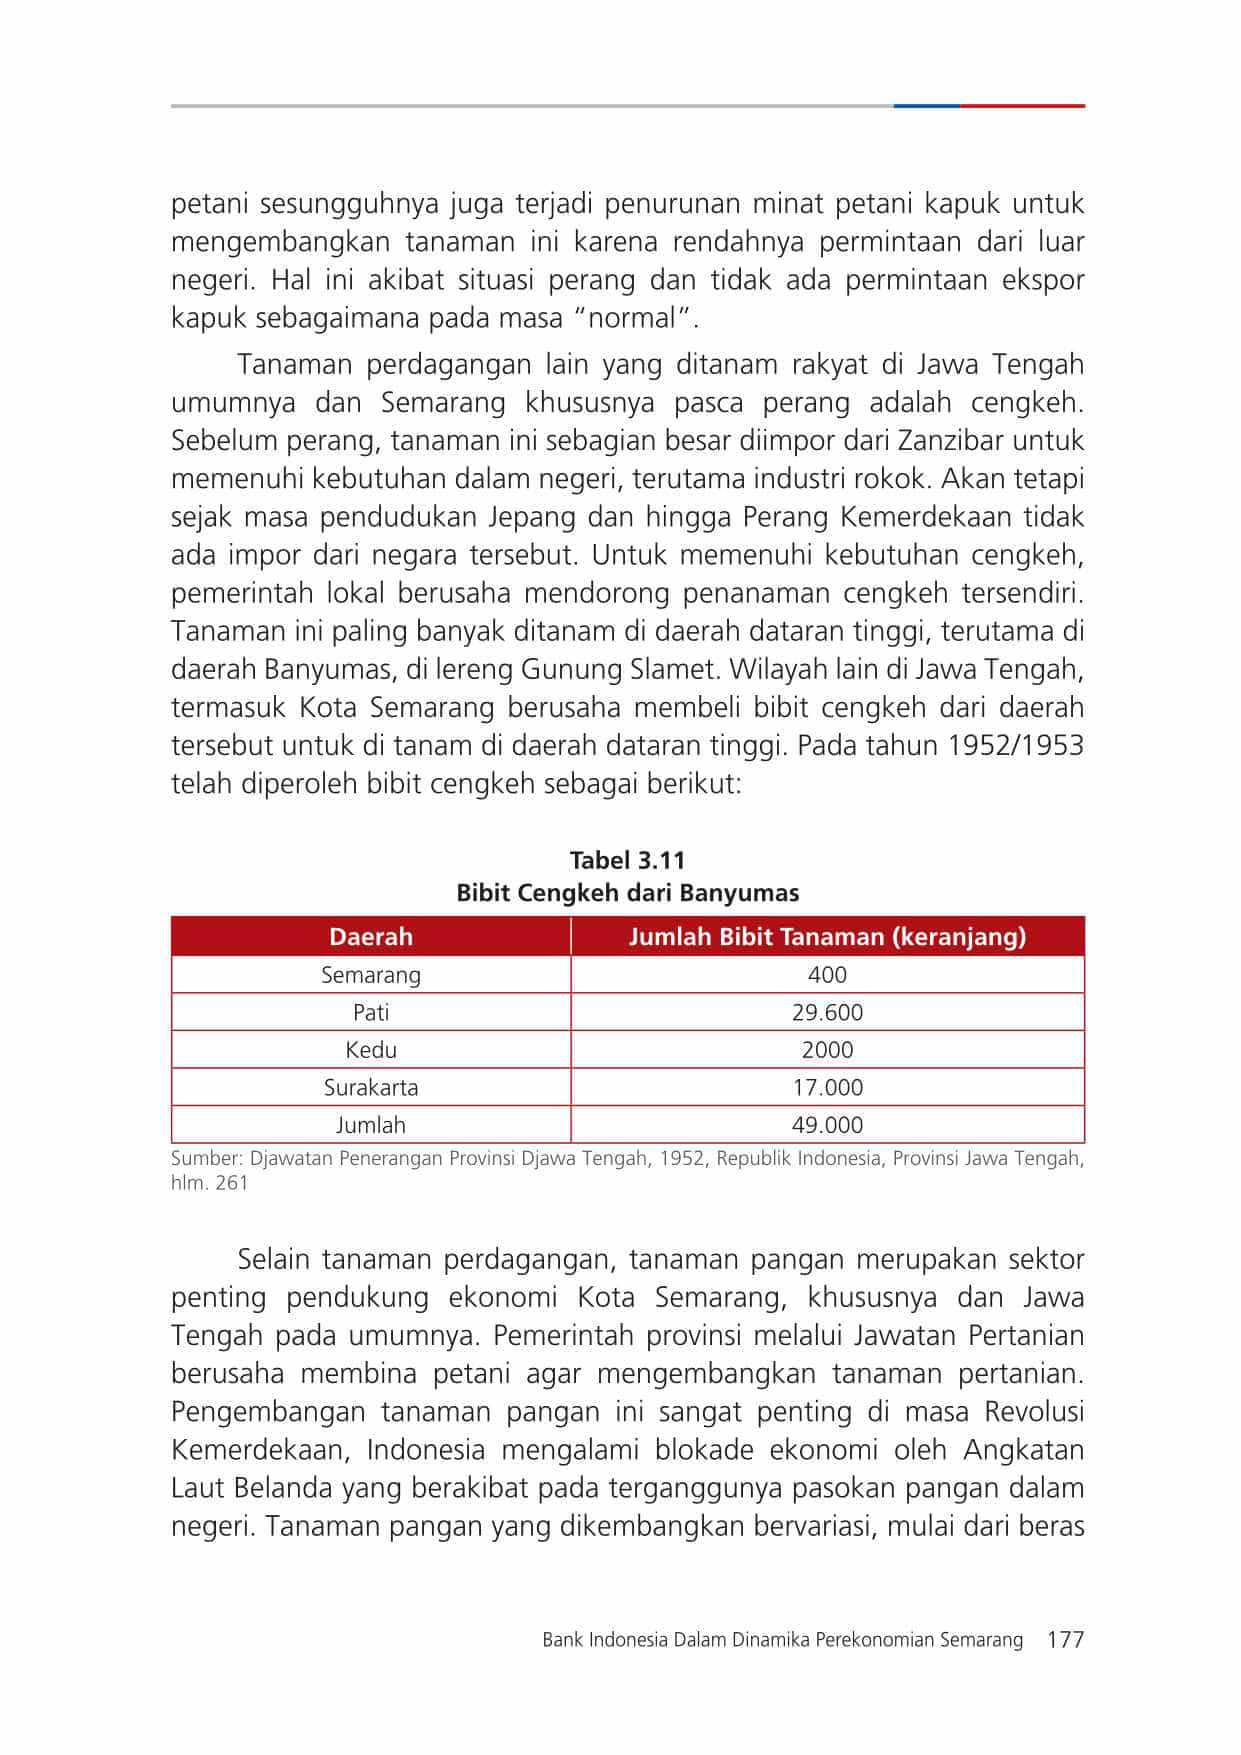 petani sesungguhnya juga terjadi penurunan minat petani kapuk untuk
mengembangkan tanaman ini karena rendahnya permintaan dari luar
negeri. Hal ini akibat situasi perang dan tidak ada permintaan ekspor
kapuk sebagaimana pada masa “normal”.
Tanaman perdagangan lain yang ditanam rakyat di Jawa Tengah
umumnya dan Semarang khususnya pasca perang adalah cengkeh.
Sebelum perang, tanaman ini sebagian besar diimpor dari Zanzibar untuk
memenuhi kebutuhan dalam negeri, terutama industri rokok. Akan tetapi
sejak masa pendudukan Jepang dan hingga Perang Kemerdekaan tidak
ada impor dari negara tersebut. Untuk memenuhi kebutuhan cengkeh,
pemerintah lokal berusaha mendorong penanaman cengkeh tersendiri.
Tanaman ini paling banyak ditanam di daerah dataran tinggi, terutama di
daerah Banyumas, di lereng Gunung Slamet. Wilayah lain di Jawa Tengah,
termasuk Kota Semarang berusaha membeli bibit cengkeh dari daerah
tersebut untuk di tanam di daerah dataran tinggi. Pada tahun 1952/1953
telah diperoleh bibit cengkeh sebagai berikut:
Tabel 3.11
Bibit Cengkeh dari Banyumas
Daerah Jumlah Bibit Tanaman (keranjang)
Semarang 400
Pati 29.600
Kedu 2000
Surakarta 17.000
Jumlah 49.000
Sumber: Djawatan Penerangan Provinsi Djawa Tengah, 1952, Republik Indonesia, Provinsi Jawa Tengah,
hlm. 261
Selain tanaman perdagangan, tanaman pangan merupakan sektor
penting pendukung ekonomi Kota Semarang, khususnya dan Jawa
Tengah pada umumnya. Pemerintah provinsi melalui Jawatan Pertanian
berusaha membina petani agar mengembangkan tanaman pertanian.
Pengembangan tanaman pangan ini sangat penting di masa Revolusi
Kemerdekaan, Indonesia mengalami blokade ekonomi oleh Angkatan
Laut Belanda yang berakibat pada terganggunya pasokan pangan dalam
negeri. Tanaman pangan yang dikembangkan bervariasi, mulai dari beras
Bank Indonesia Dalam Dinamika Perekonomian Semarang 177